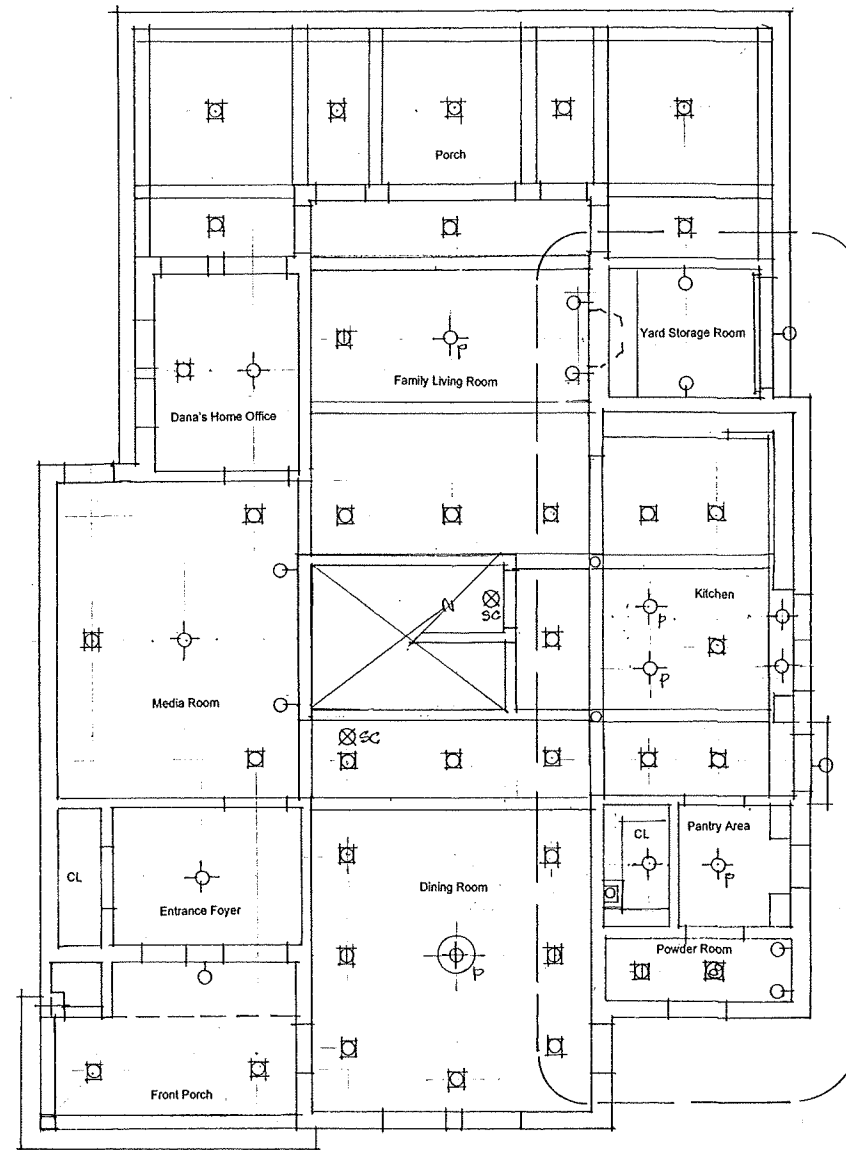 Porch
Yard Storage Room
P
Family Living Room
Dana's Home Office
Kitchen
N
SC
P
P
Media Room
SC
CL
Pantry Area
P
CL
Dining Room
Entrance Foyer
Powder Room
P
Front Porch